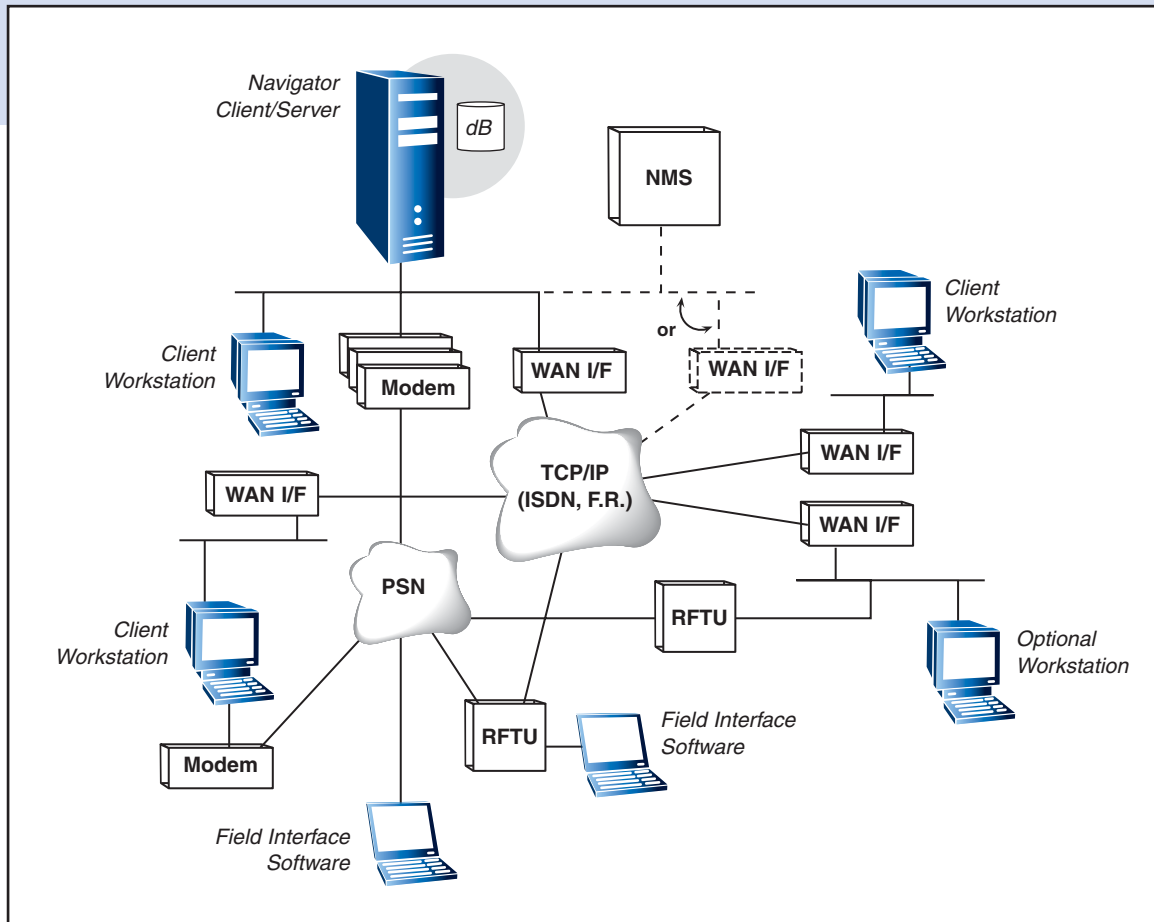 Navigator
Client/Server
dB
NMS
Client
Workstation
or
Client
Workstation
Modem
WAN I/F
WAN I/F
WAN I/F
TCP/IP
(ISDN, F.R.)
WAN I/F
WAN I/F
PSN
RFTU
Client
Workstation
Optional
Workstation
RFTU
Field Interface
Software
Modem
Field Interface
Software